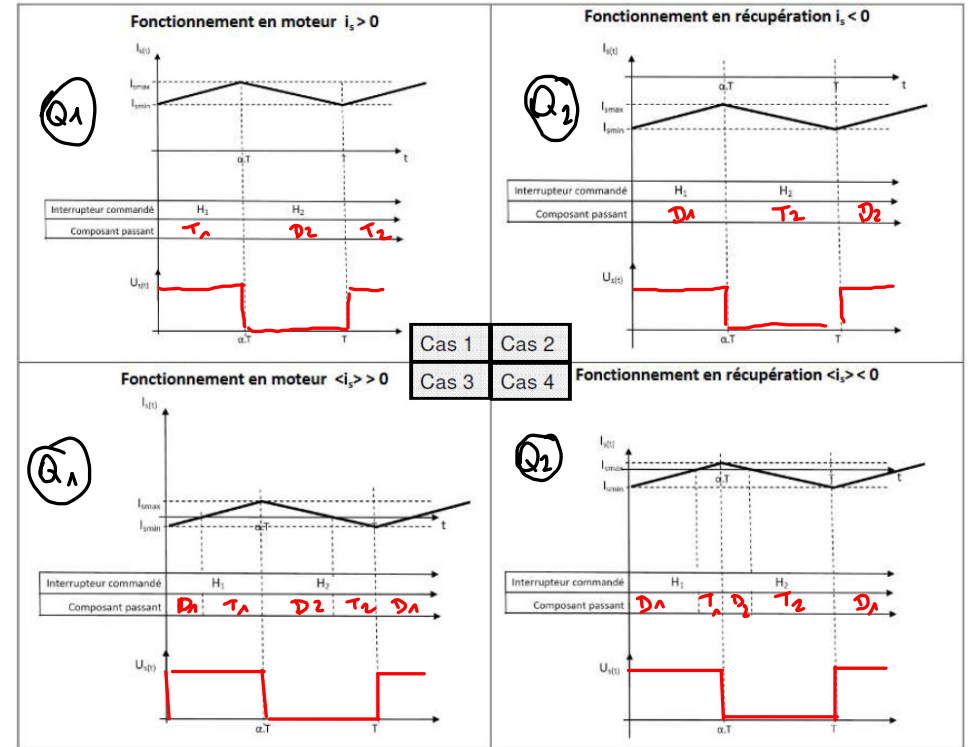 Fonctionnement en moteur iₛ > 0
Iₛ₍ₜ₎
Iₛₘₐₓ
Iₛₘᵢₙ
Q1
α.T
T
t
Interrupteur commandé H₁ H₂
Composant passant T1 D2 T2
Uₛ₍ₜ₎
α.T T
Fonctionnement en récupération iₛ < 0
Iₛ₍ₜ₎
α.T T t
Q2
Iₛₘₐₓ
Iₛₘᵢₙ
Interrupteur commandé H₁ H₂
Composant passant D1 T2 D2
Uₛ₍ₜ₎
α.T T
Cas 1 Cas 2
Cas 3 Cas 4
Fonctionnement en moteur <iₛ> > 0
Iₛ₍ₜ₎
Q1
Iₛₘₐₓ
Iₛₘᵢₙ
α.T T t
Interrupteur commandé H₁ H₂
Composant passant D1 T1 D2 T2 D1
Uₛ₍ₜ₎
α.T T
Fonctionnement en récupération <iₛ> < 0
Iₛ₍ₜ₎
Q2
Iₛₘₐₓ
Iₛₘᵢₙ
α.T T t
Interrupteur commandé H₁ H₂
Composant passant D1 T1 D2 T2 D1
Uₛ₍ₜ₎
α.T T